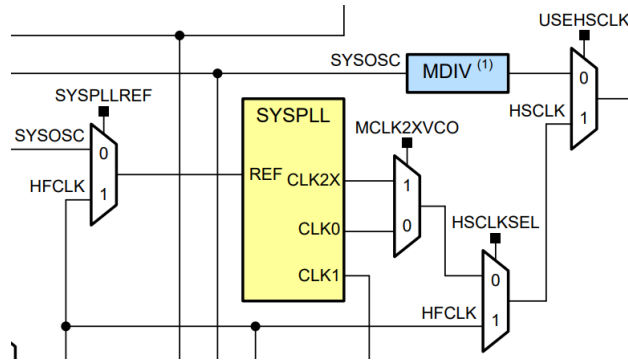 USEHSCLK
SYSOSC
MDIV (1)
0
1
HSCLK
SYSPLLREF
SYSOSC
0
1
HFCLK
SYSPLL
REF
CLK2X
CLK0
CLK1
MCLK2XVCO
1
0
HSCLKSEL
0
1
HFCLK